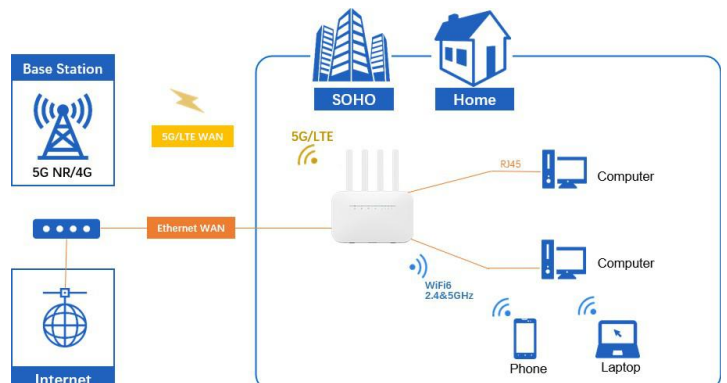 Base Station
5G NR/4G
5G/LTE WAN
Ethernet WAN
Internet
SOHO
Home
5G/LTE
RJ45
Computer
Computer
WiFi6
2.4&5GHz
Phone
Laptop